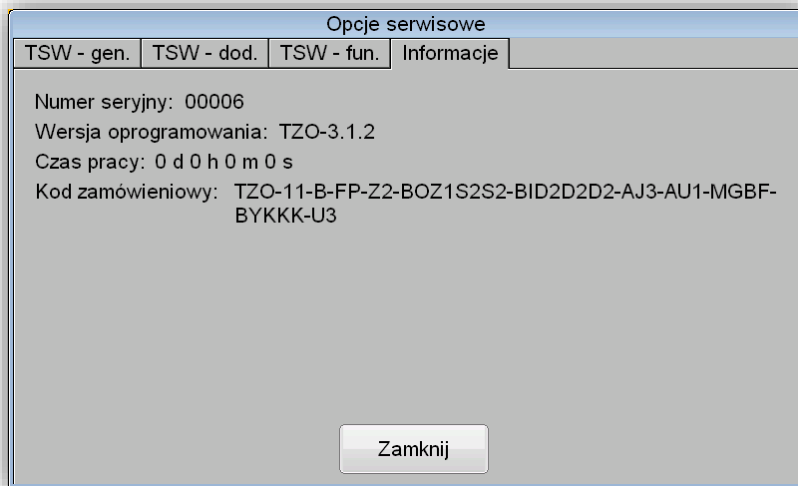 Opcje serwisowe
TSW - gen. TSW - dod. TSW - fun. Informacje
Numer seryjny: 00006
Wersja oprogramowania: TZO-3.1.2
Czas pracy: 0 d 0 h 0 m 0 s
Kod zamówieniowy: TZO-11-B-FP-Z2-BOZ1S2S2-BID2D2D2-AJ3-AU1-MGBF-
BYKKK-U3
Zamknij